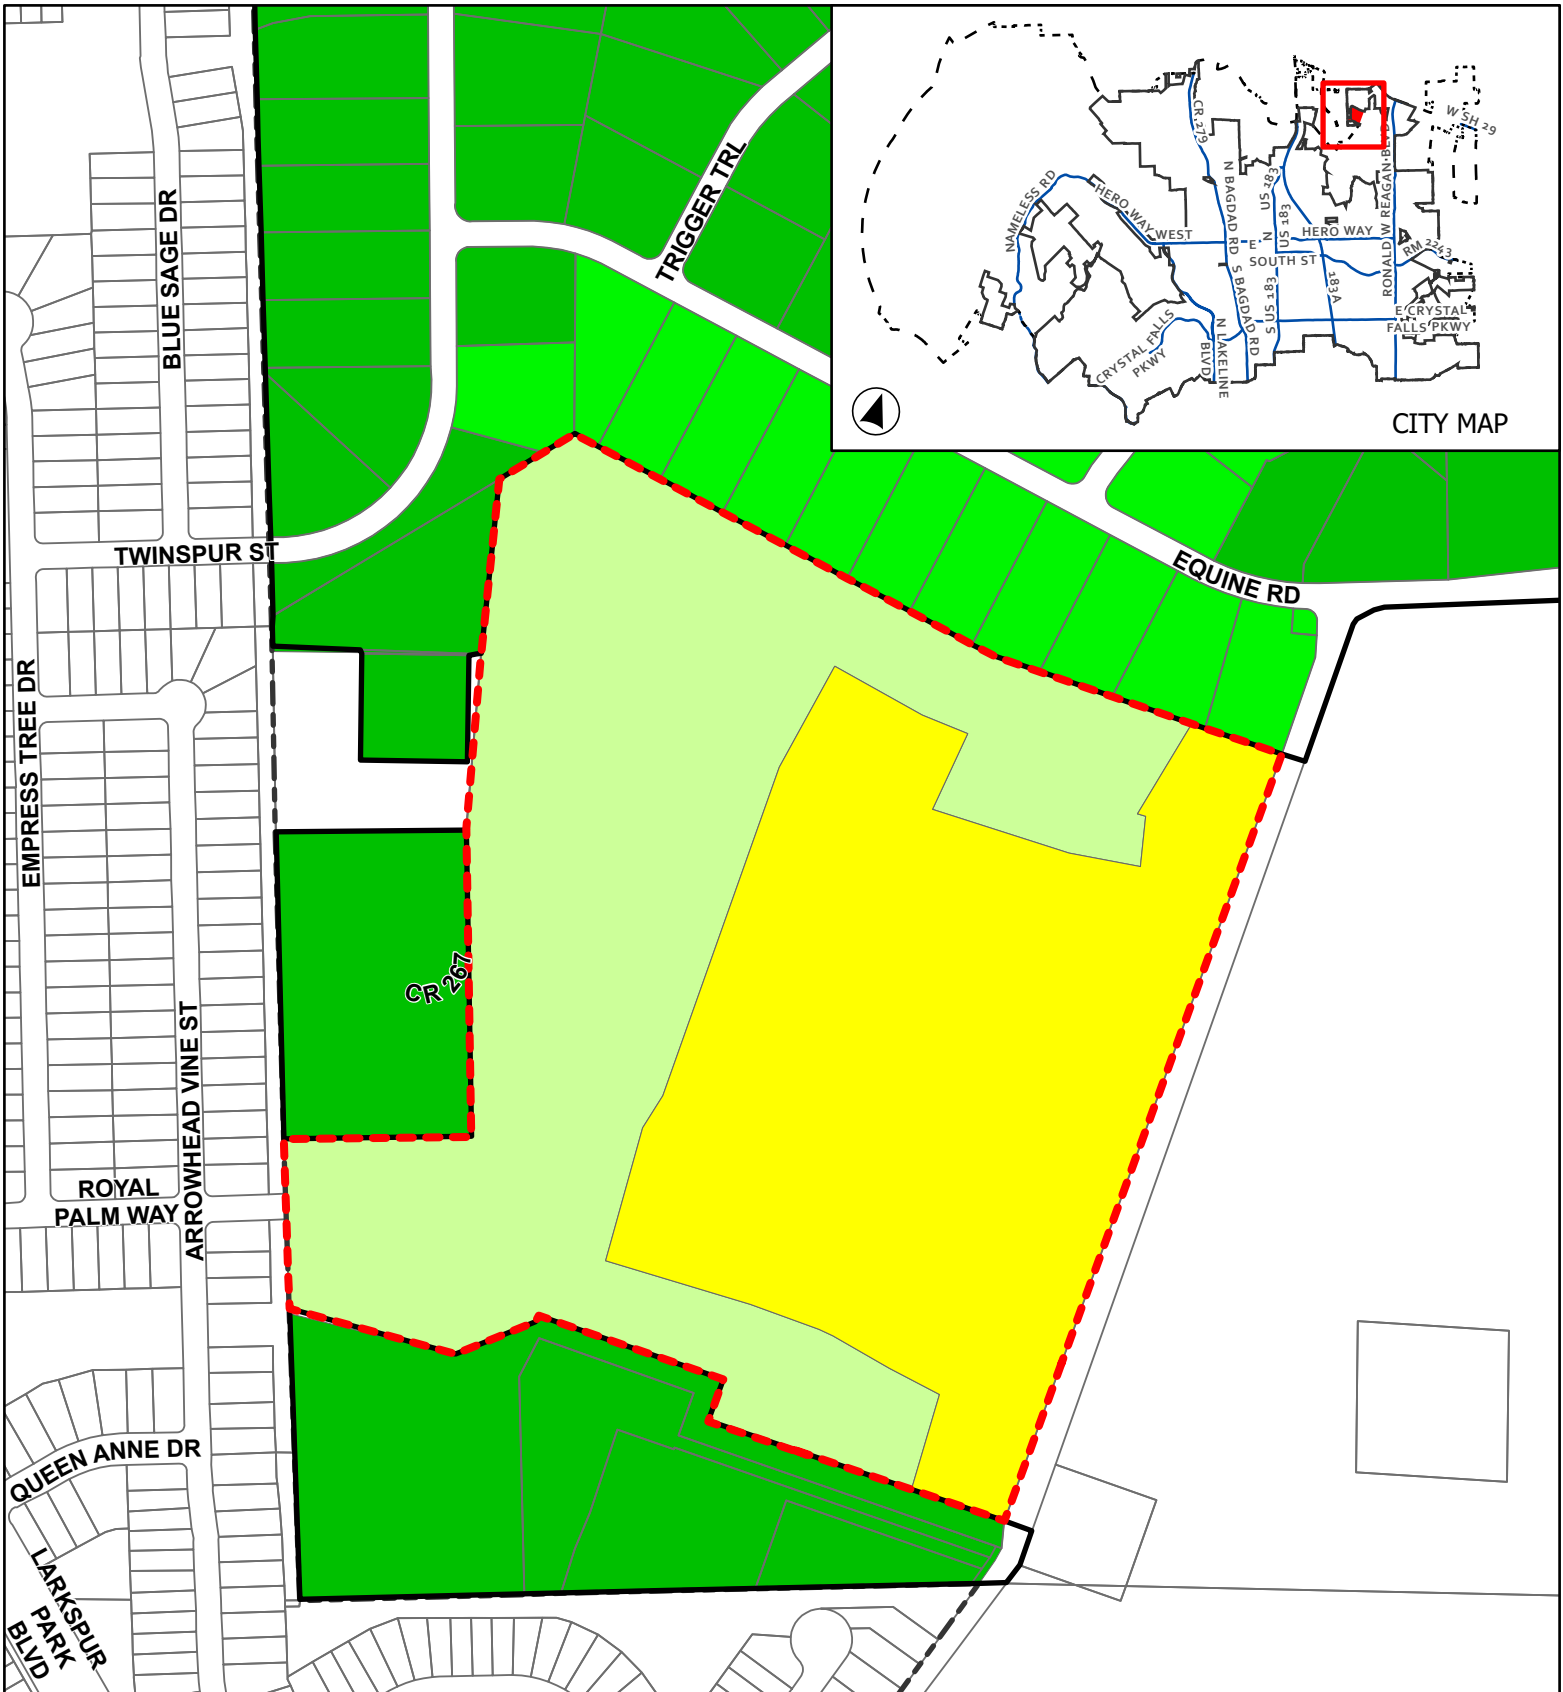 BLUE SAGE DR
TRIGGER TRL
TWINSPUR ST
EQUINE RD
EMPRESS TREE DR
CR 267
ARROWHEAD VINE ST
ROYAL
PALM WAY
QUEEN ANNE DR
LARKSPUR
PARK
BLVD
CR 279
W SH 29
NAMELESS RD
HERO WAY
WEST
N BAGDAD RD
N
US 183
US 183
HERO WAY
E
SOUTH ST
RONALD W REAGAN BLVD
RM 2243
S BAGDAD RD
S US 183
183A
E CRYSTAL
FALLS PKWY
CRYSTAL FALLS
PKWY
N LAKELINE
BLVD
CITY MAP